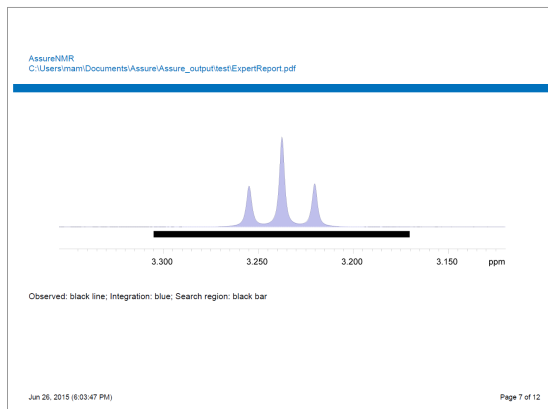 AssureNMR
C:\Users\mam\Documents\Assure\Assure_output\test\ExpertReport.pdf
3.300 3.250 3.200 3.150 ppm
Observed: black line; Integration: blue; Search region: black bar
Jun 26, 2015 (6:03:47 PM) Page 7 of 12